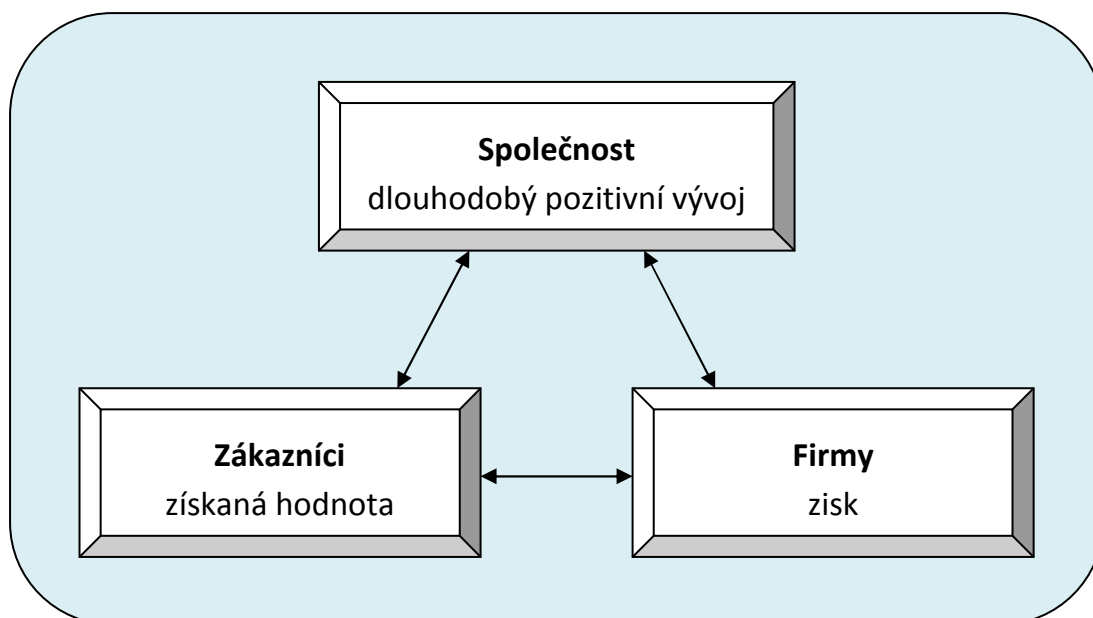 Společnost
dlouhodobý pozitivní vývoj
Zákazníci
získaná hodnota
Firmy
zisk